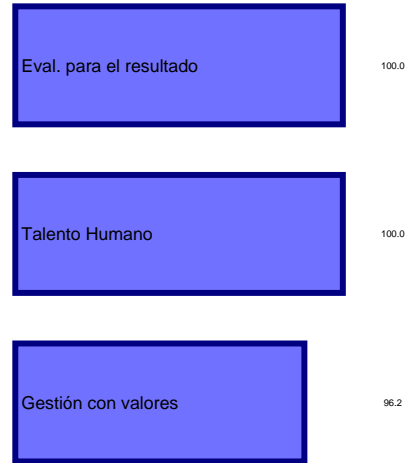 Eval. para el resultado 100.0
Talento Humano 100.0
Gestión con valores 96.2